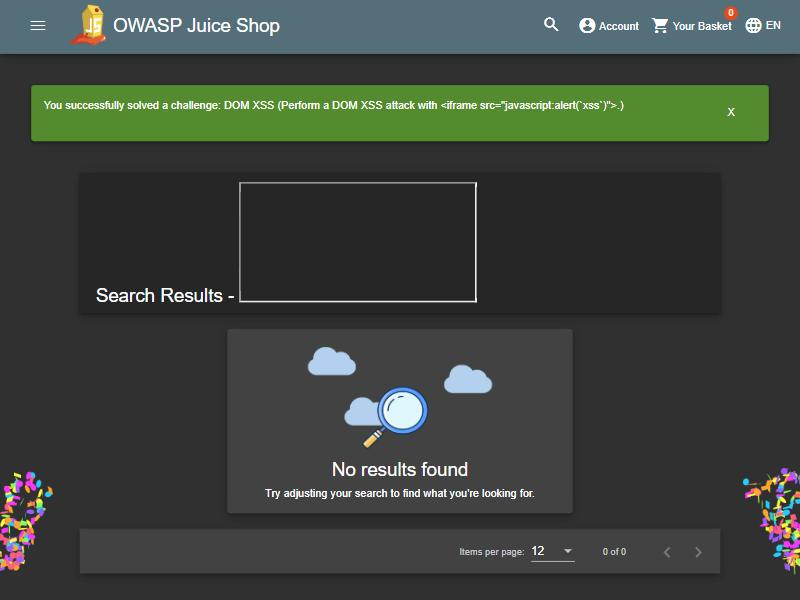 OWASP Juice Shop
Account
0
Your Basket
EN
You successfully solved a challenge: DOM XSS (Perform a DOM XSS attack with <iframe src="javascript:alert(`xss`)">.)
X
Search Results -
No results found
Try adjusting your search to find what you're looking for.
Items per page: 12
0 of 0